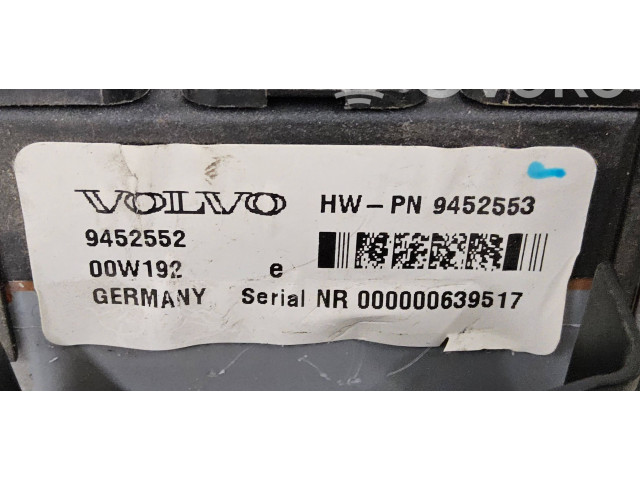 VOLVO HW-PN 9452553
9452552
00W192 e
GERMANY Serial NR 000000639517